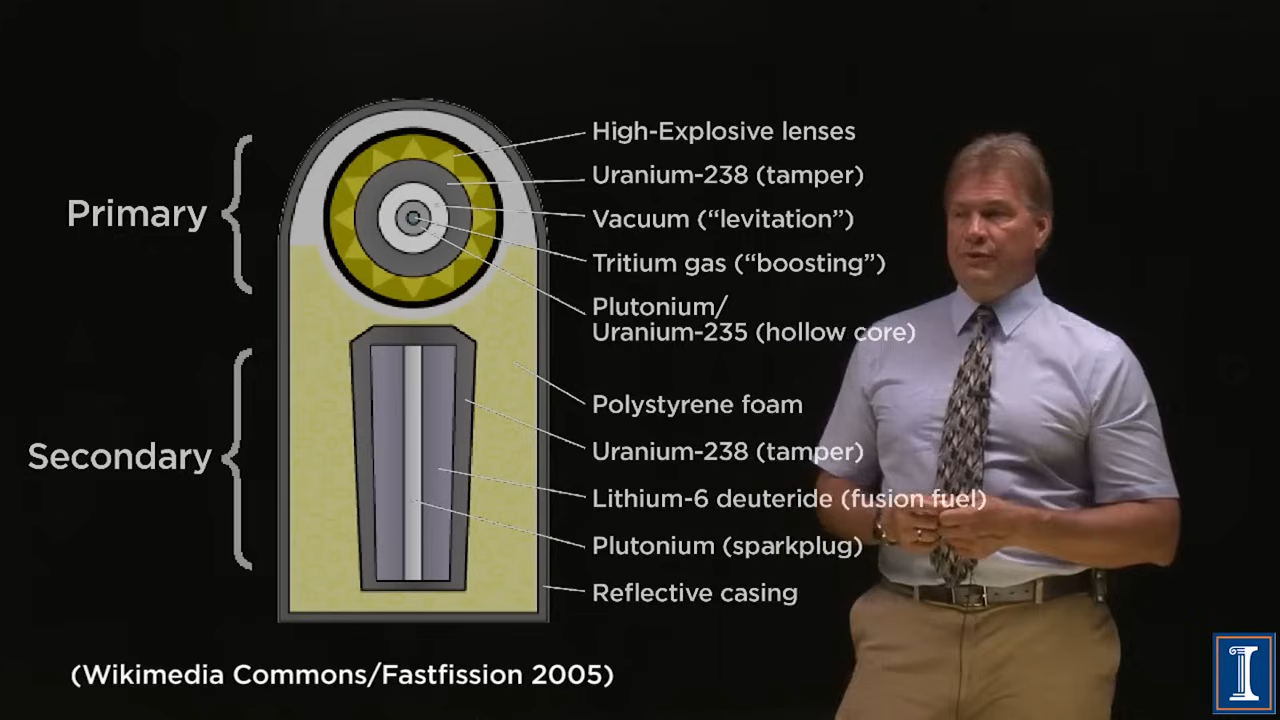 Primary
Secondary
High-Explosive lenses
Uranium-238 (tamper)
Vacuum (“levitation”)
Tritium gas (“boosting”)
Plutonium/
Uranium-235 (hollow core)
Polystyrene foam
Uranium-238 (tamper)
Lithium-6 deuteride (fusion fuel)
Plutonium (sparkplug)
Reflective casing
(Wikimedia Commons/Fastfission 2005)
I